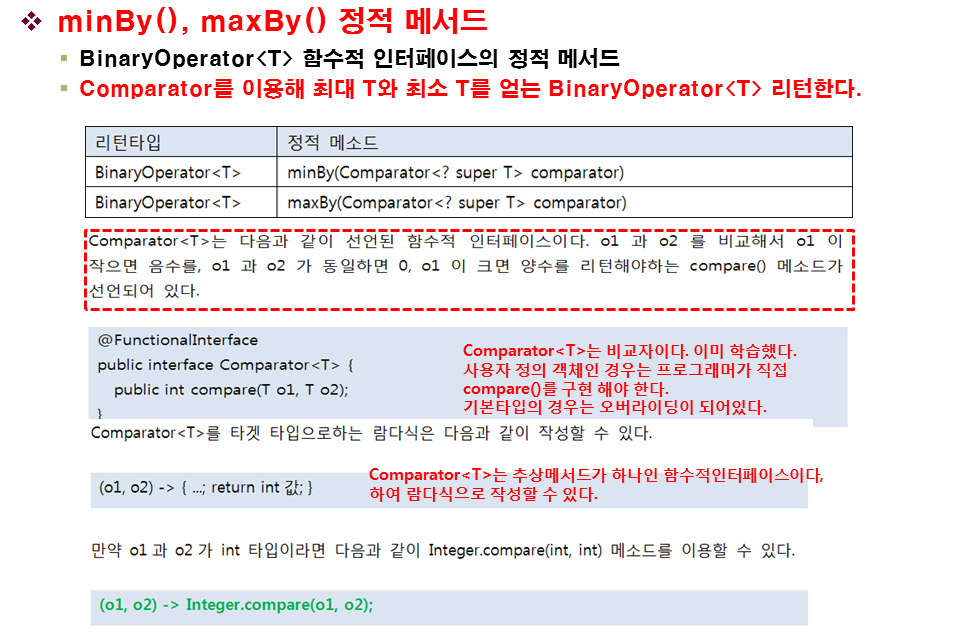 ❖ minBy(), maxBy() 정적 메서드
▪ BinaryOperator<T> 함수적 인터페이스의 정적 메서드
▪ Comparator를 이용해 최대 T와 최소 T를 얻는 BinaryOperator<T> 리턴한다.
리턴타입 정적 메소드
BinaryOperator<T> minBy(Comparator<? super T> comparator)
BinaryOperator<T> maxBy(Comparator<? super T> comparator)
Comparator<T>는 다음과 같이 선언된 함수적 인터페이스이다. o1 과 o2 를 비교해서 o1 이
작으면 음수를, o1 과 o2 가 동일하면 0, o1 이 크면 양수를 리턴해야하는 compare() 메소드가
선언되어 있다.
@FunctionalInterface
public interface Comparator<T> {
public int compare(T o1, T o2);
}
Comparator<T>는 비교자이다. 이미 학습했다.
사용자 정의 객체인 경우는 프로그래머가 직접
compare()를 구현 해야 한다.
기본타입의 경우는 오버라이딩이 되어있다.
Comparator<T>를 타겟 타입으로하는 람다식은 다음과 같이 작성할 수 있다.
(o1, o2) -> { ...; return int 값; }
Comparator<T>는 추상메서드가 하나인 함수적인터페이스이다,
하여 람다식으로 작성할 수 있다.
만약 o1 과 o2 가 int 타입이라면 다음과 같이 Integer.compare(int, int) 메소드를 이용할 수 있다.
(o1, o2) -> Integer.compare(o1, o2);